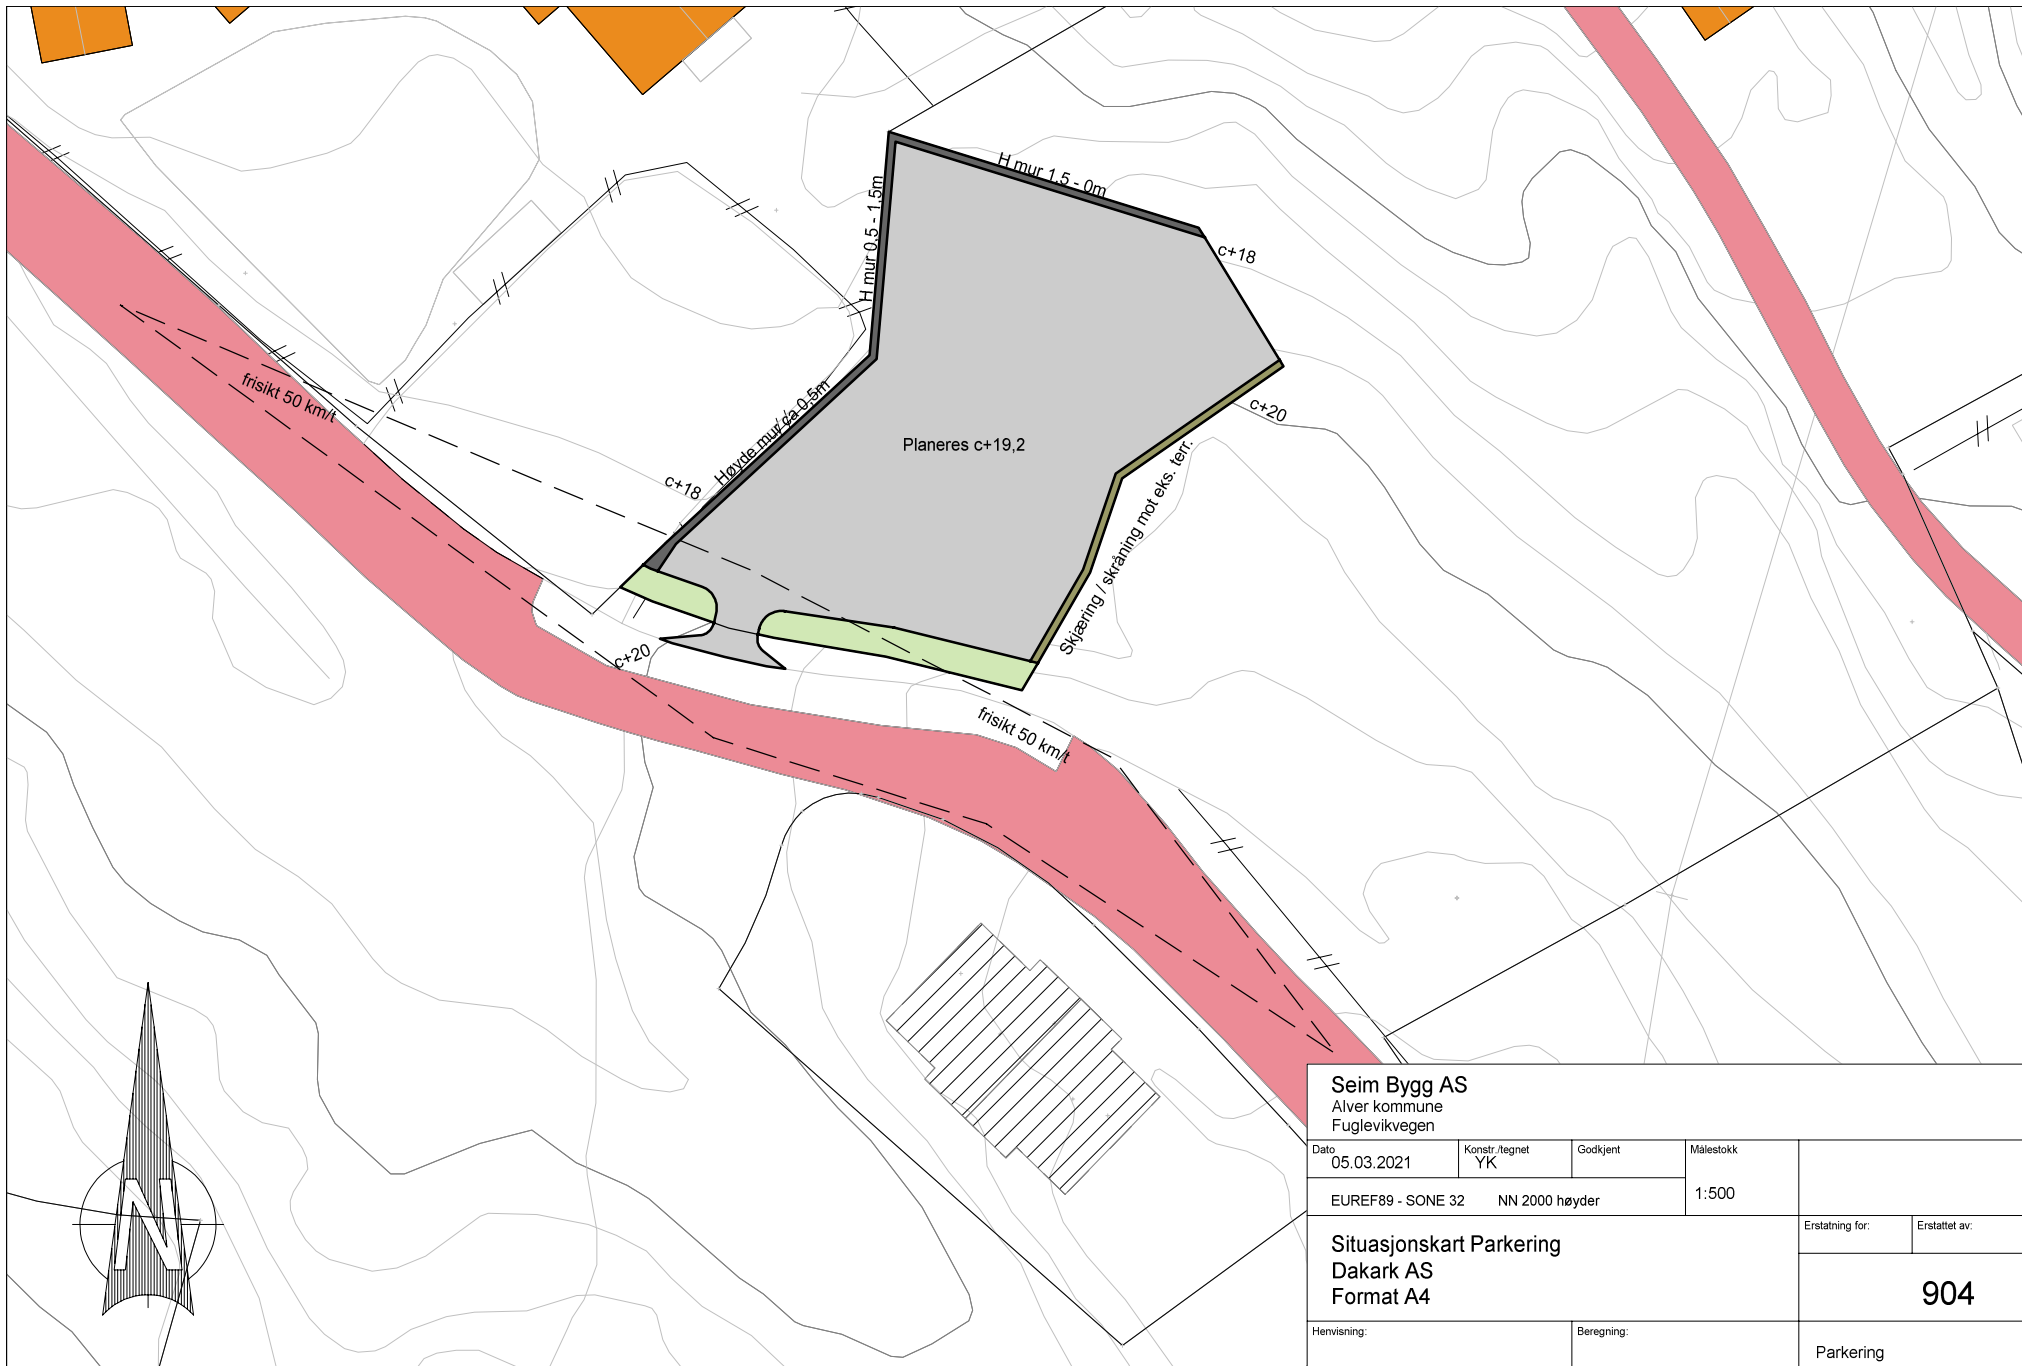 H mur 1,5 - 0m
H mur 0,5 - 1,5m
c+18
frisikt 50 km/t
Høyde mur ca 0,5m
c+20
Planeres c+19,2
c+18
Skjæring / skråning mot eks. terr.
c+20
frisikt 50 km/t
N
Seim Bygg AS
Alver kommune
Fuglevikvegen
Dato
05.03.2021
Konstr./tegnet
YK
Godkjent
Målestokk
1:500
EUREF89 - SONE 32 NN 2000 høyder
Situasjonskart Parkering
Dakark AS
Format A4
Erstatning for:
Erstattet av:
904
Henvisning:
Beregning:
Parkering